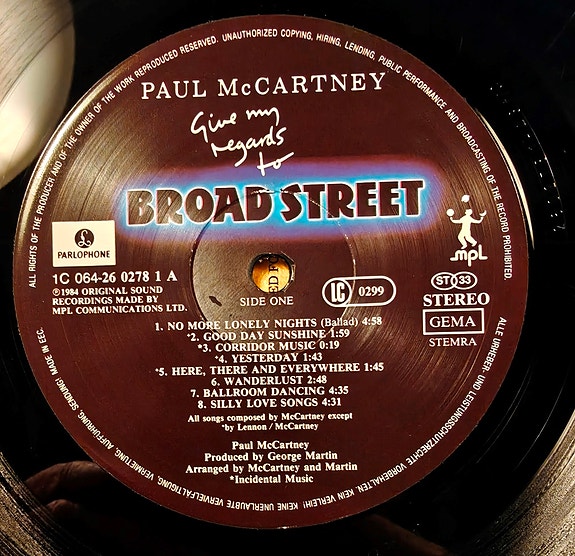 ALL RIGHTS OF THE PRODUCER AND OF THE OWNER OF THE WORK REPRODUCED RESERVED. UNAUTHORIZED COPYING, HIRING, LENDING, PUBLIC PERFORMANCE AND BROADCASTING OF THE RECORD PROHIBITED.
PAUL McCARTNEY
Give my
regards
to
BROAD STREET
PARLOPHONE
mpL
1C 064-26 0278 1 A
℗1984 ORIGINAL SOUND
RECORDINGS MADE BY
MPL COMMUNICATIONS LTD.
SIDE ONE
LC 0299
ST 33
STEREO
GEMA
STEMRA
1. NO MORE LONELY NIGHTS (Ballad) 4:58
*2. GOOD DAY SUNSHINE 1:59
*3. CORRIDOR MUSIC 0:19
*4. YESTERDAY 1:43
*5. HERE, THERE AND EVERYWHERE 1:45
6. WANDERLUST 2:48
7. BALLROOM DANCING 4:35
8. SILLY LOVE SONGS 4:31
All songs composed by McCartney except
*by Lennon / McCartney
Paul McCartney
Produced by George Martin
Arranged by McCartney and Martin
*Incidental Music
ALLE URHEBER- UND LEISTUNGSSCHUTZRECHTE VORBEHALTEN. KEIN VERLEIH! KEINE UNERLAUBTE VERVIELFÄLTIGUNG, VERMIETUNG, AUFFÜHRUNG, SENDUNG! MADE IN EEC.